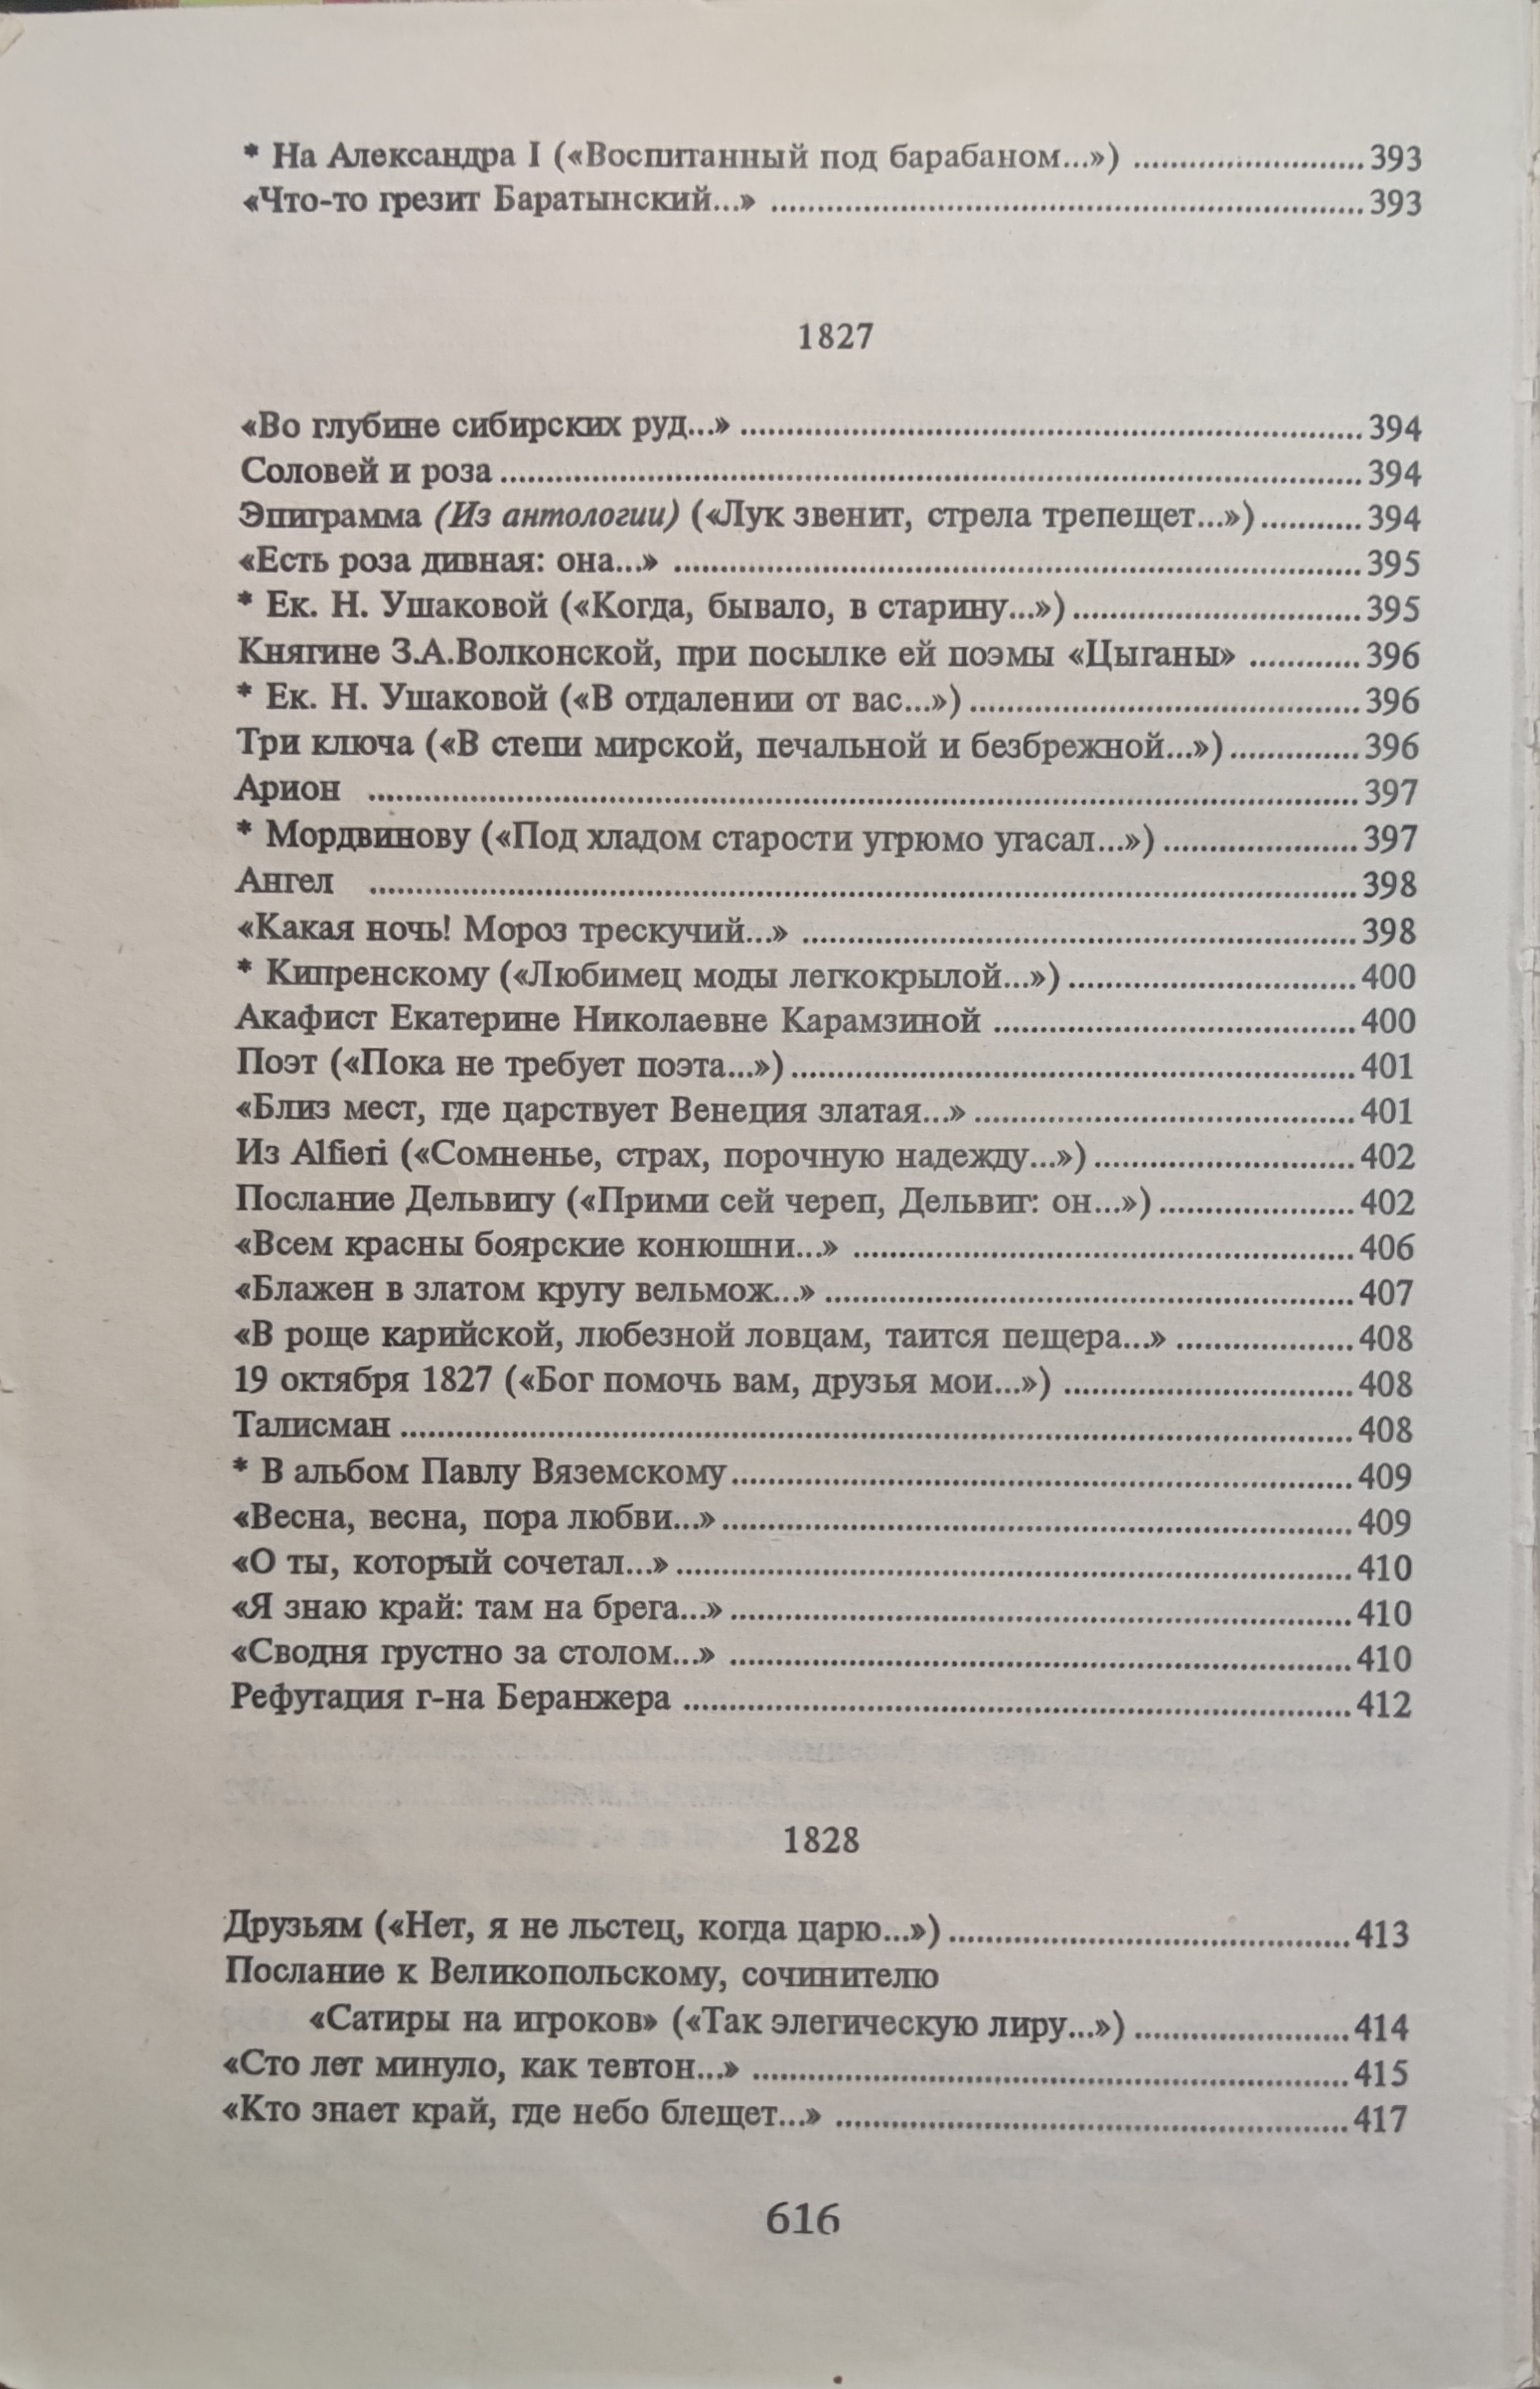 * На Александра I («Воспитанный под барабаном...») ........................ 393
«Что-то грезит Баратынский...» ........................ 393
1827
«Во глубине сибирских руд...» ........................ 394
Соловей и роза ........................ 394
Эпиграмма (Из антологии) («Лук звенит, стрела трепещет...») ........... 394
«Есть роза дивная: она...» ........................ 395
* Ек. Н. Ушаковой («Когда, бывало, в старину...») ........................ 395
Княгине З.А.Волконской, при посылке ей поэмы «Цыганы» ............ 396
* Ек. Н. Ушаковой («В отдалении от вас...») ........................ 396
Три ключа («В степи мирской, печальной и безбрежной...») .............. 396
Арион ........................ 397
* Мордвинову («Под хладом старости угрюмо угасал...») ..................... 397
Ангел ........................ 398
«Какая ночь! Мороз трескучий...» ........................ 398
* Кипренскому («Любимец моды легкокрылой...») ........................ 400
Акафист Екатерине Николаевне Карамзиной ........................ 400
Поэт («Пока не требует поэта...») ........................ 401
«Близ мест, где царствует Венеция златая...» ........................ 401
Из Alfieri («Сомненье, страх, порочную надежду...») ........................ 402
Послание Дельвигу («Прими сей череп, Дельвиг: он...») ..................... 402
«Всем красны боярские конюшни...» ........................ 406
«Блажен в златом кругу вельмож...» ........................ 407
«В роще карийской, любезной ловцам, таится пещера...» ................... 408
19 октября 1827 («Бог помочь вам, друзья мои...») ........................ 408
Талисман ........................ 408
* В альбом Павлу Вяземскому ........................ 409
«Весна, весна, пора любви...» ........................ 409
«О ты, который сочетал...» ........................ 410
«Я знаю край: там на брега...» ........................ 410
«Сводня грустно за столом...» ........................ 410
Рефутация г-на Беранжера ........................ 412
1828
Друзьям («Нет, я не льстец, когда царю...») ........................ 413
Послание к Великопольскому, сочинителю
«Сатиры на игроков» («Так элегическую лиру...») ........................ 414
«Сто лет минуло, как тевтон...» ........................ 415
«Кто знает край, где небо блещет...» ........................ 417
616